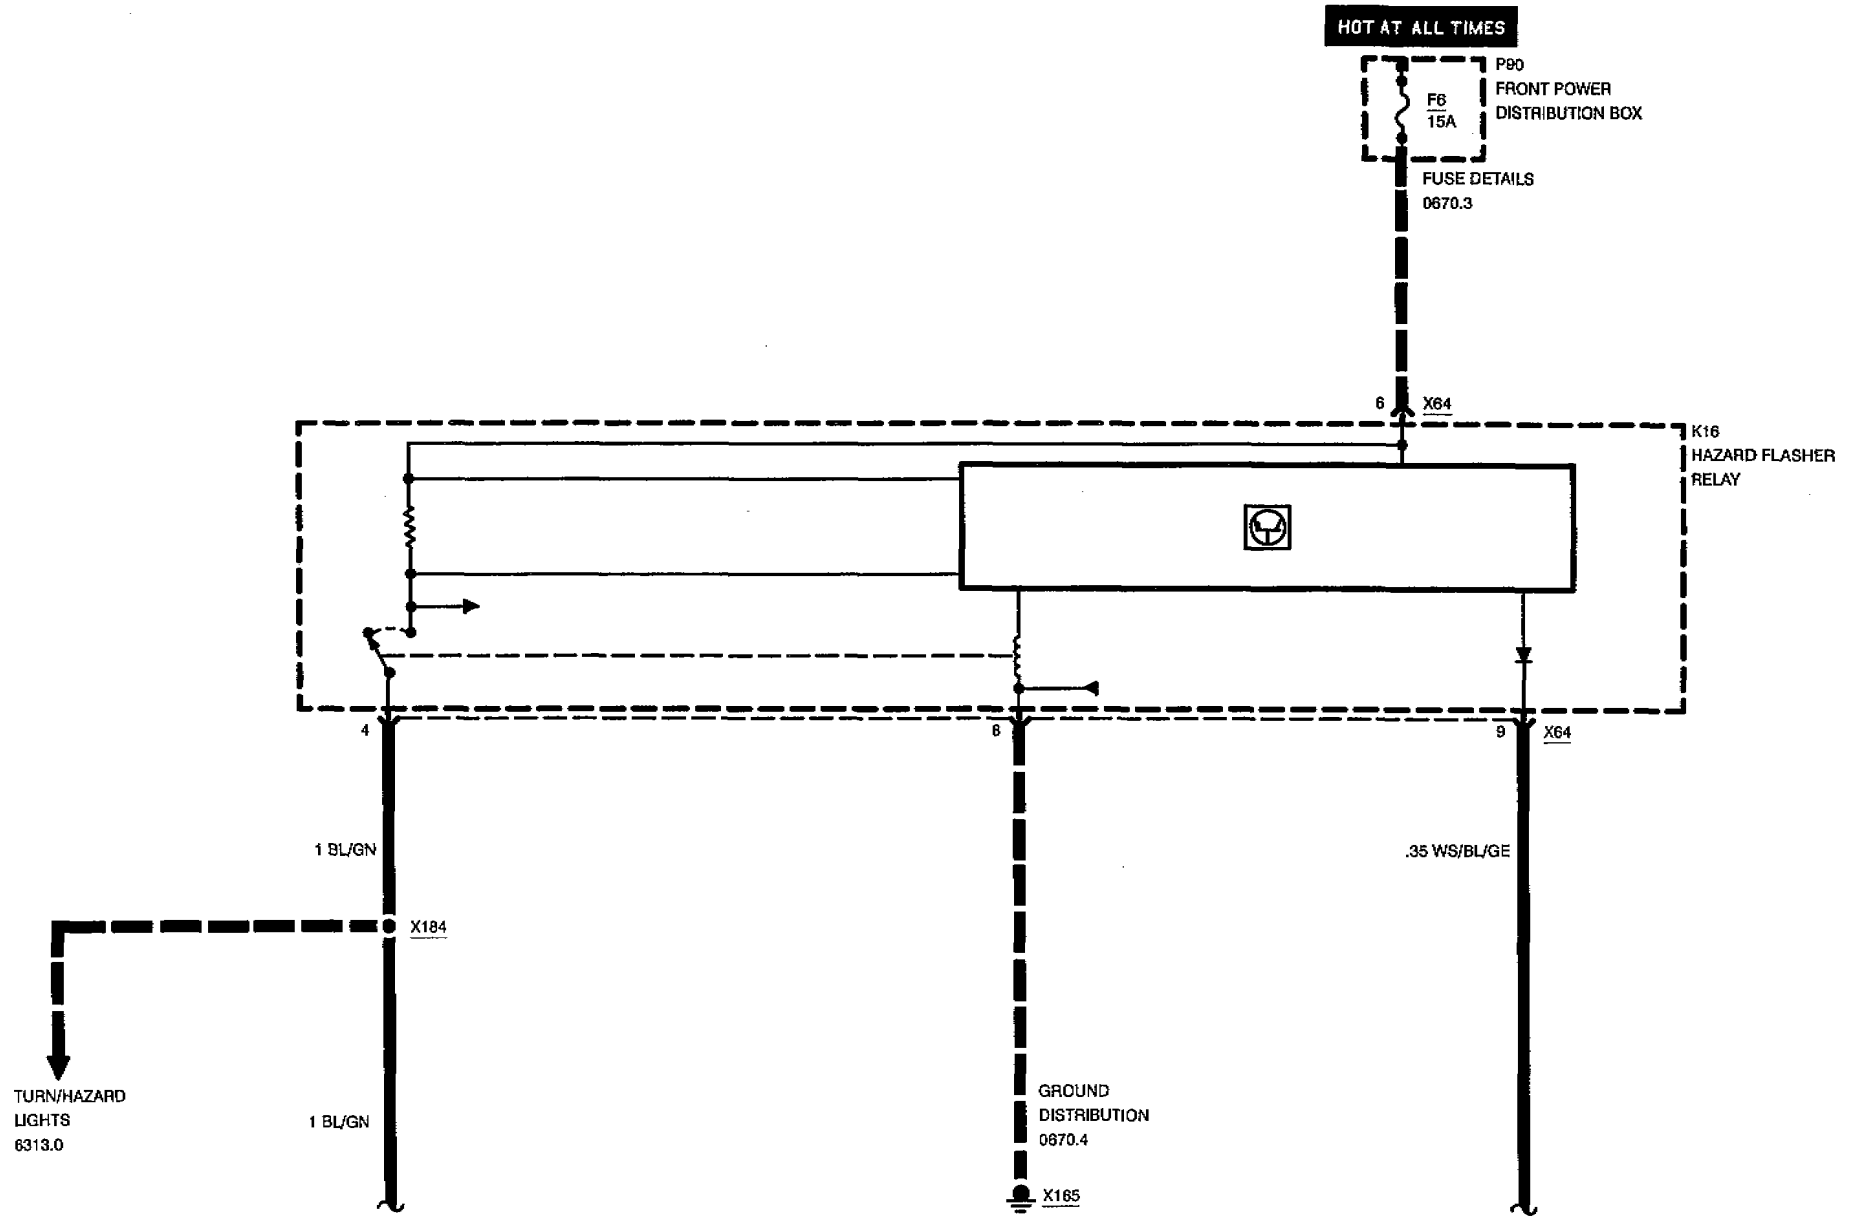 HOT AT ALL TIMES
P90
FRONT POWER
DISTRIBUTION BOX
F6
15A
FUSE DETAILS
0670.3
6
X64
K16
HAZARD FLASHER
RELAY
4
8
9
X64
1 BL/GN
.35 WS/BL/GE
X184
TURN/HAZARD
LIGHTS
6313.0
1 BL/GN
GROUND
DISTRIBUTION
0670.4
X165